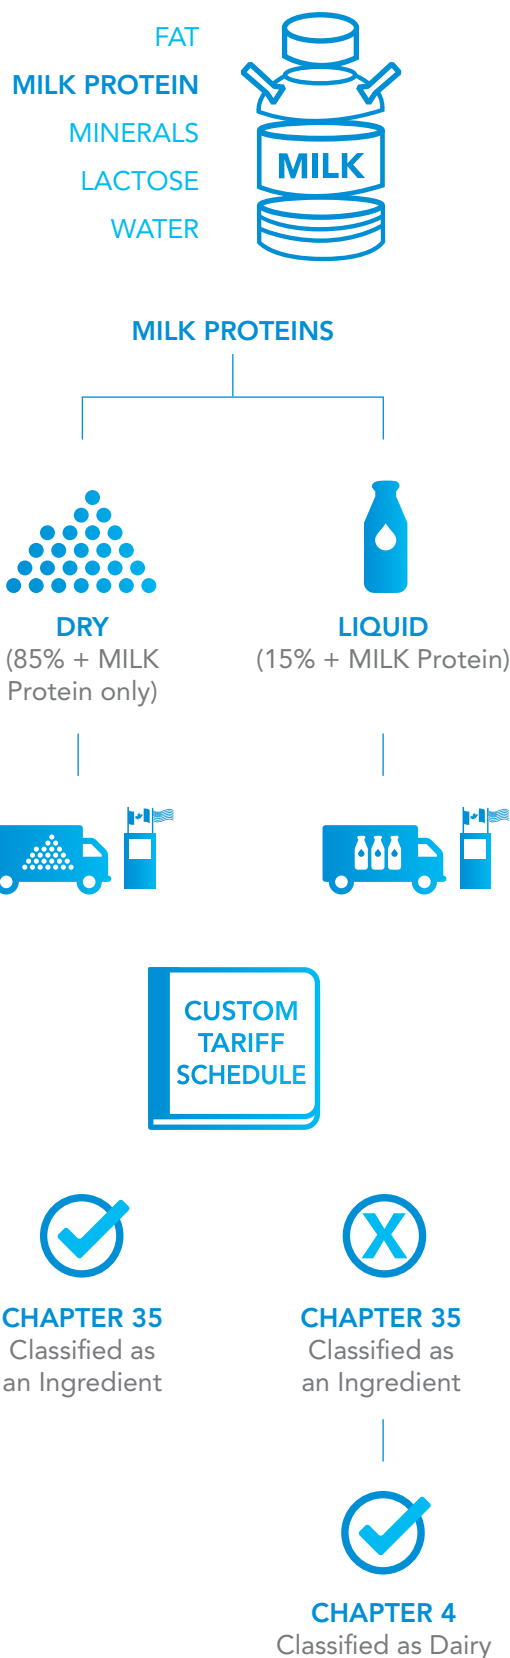 FAT
MILK PROTEIN
MINERALS
LACTOSE
WATER
MILK
MILK PROTEINS
DRY
(85% + MILK
Protein only)
LIQUID
(15% + MILK Protein)
CUSTOM
TARIFF
SCHEDULE
CHAPTER 35
Classified as
an Ingredient
X
CHAPTER 35
Classified as
an Ingredient
CHAPTER 4
Classified as Dairy